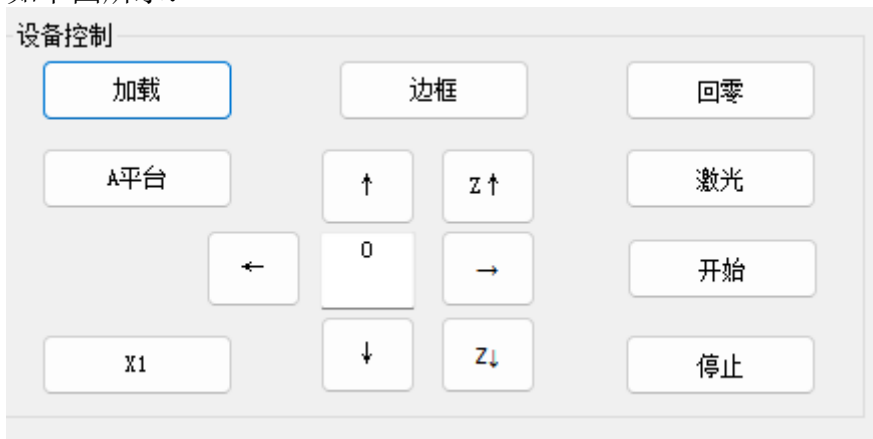 设备控制
加载 边框 回零
A平台 ↑ Z↑ 激光
← 0 → 开始
X1 ↓ Z↓ 停止